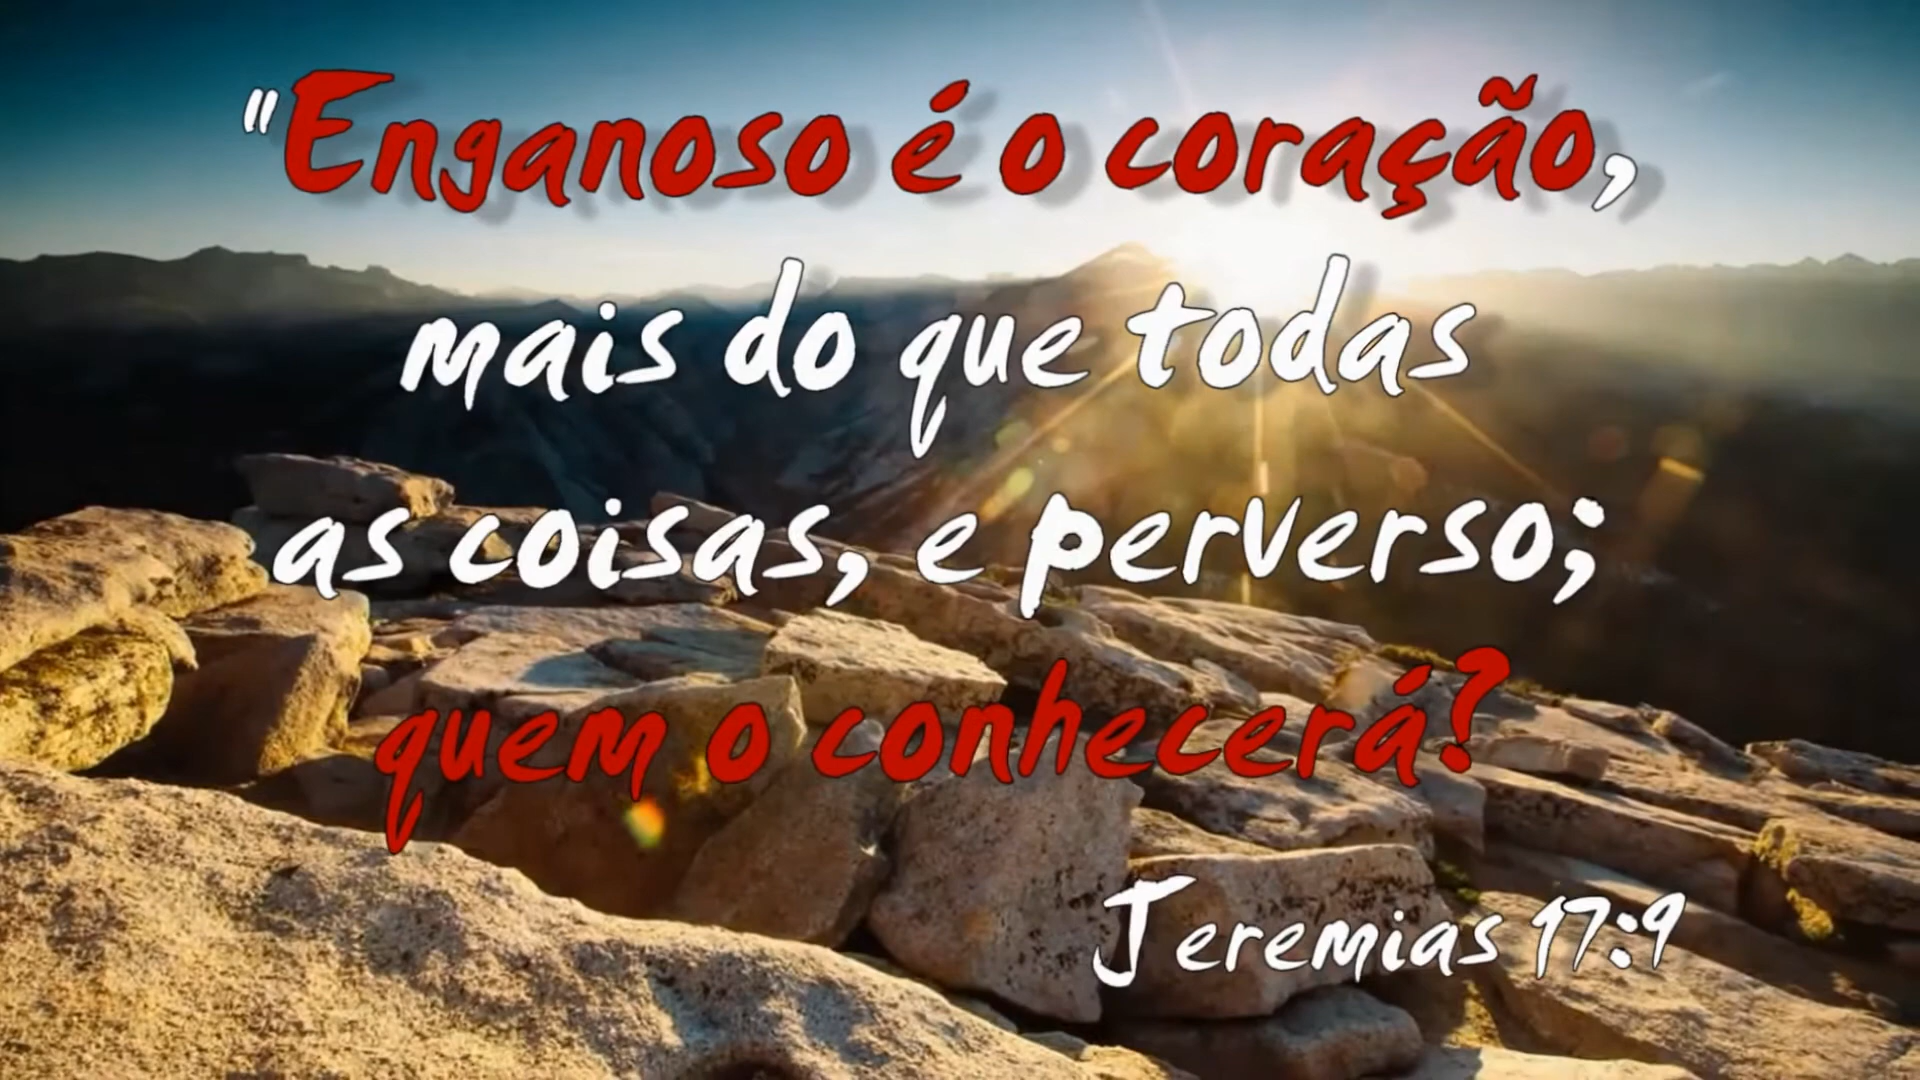 "Enganoso é o coração,
mais do que todas
as coisas, e perverso;
quem o conhecerá?
Jeremias 17:9